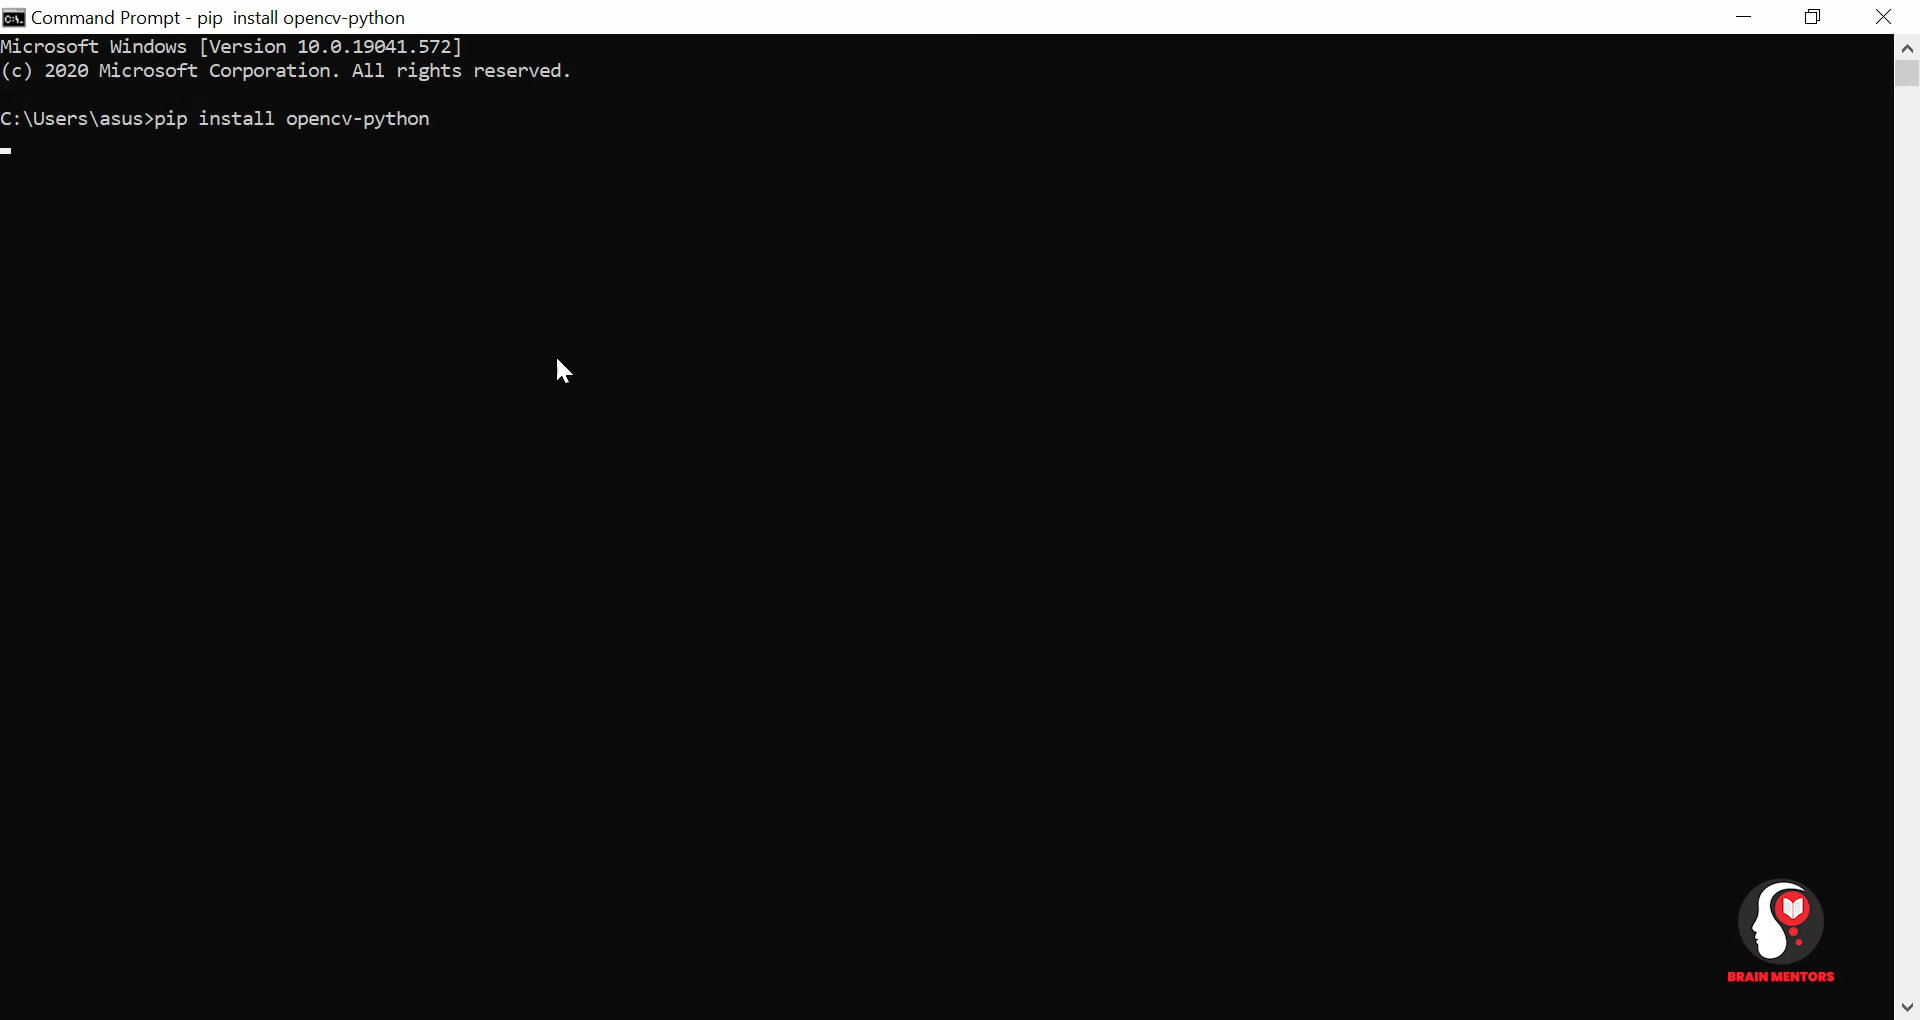 Command Prompt - pip  install opencv-python
Microsoft Windows [Version 10.0.19041.572]
(c) 2020 Microsoft Corporation. All rights reserved.
C:\Users\asus>pip install opencv-python
BRAIN MENTORS